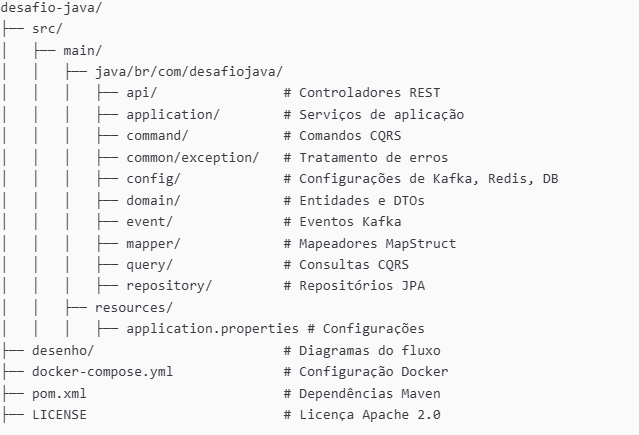 desafio-java/
├── src/
│   ├── main/
│   │   ├── java/br/com/desafiojava/
│   │   │   ├── api/                # Controladores REST
│   │   │   ├── application/        # Serviços de aplicação
│   │   │   ├── command/            # Comandos CQRS
│   │   │   ├── common/exception/   # Tratamento de erros
│   │   │   ├── config/             # Configurações de Kafka, Redis, DB
│   │   │   ├── domain/             # Entidades e DTOs
│   │   │   ├── event/              # Eventos Kafka
│   │   │   ├── mapper/             # Mapeadores MapStruct
│   │   │   ├── query/              # Consultas CQRS
│   │   │   ├── repository/         # Repositórios JPA
│   │   ├── resources/
│   │   │   ├── application.properties # Configurações
├── desenho/                        # Diagramas do fluxo
├── docker-compose.yml              # Configuração Docker
├── pom.xml                         # Dependências Maven
├── LICENSE                         # Licença Apache 2.0